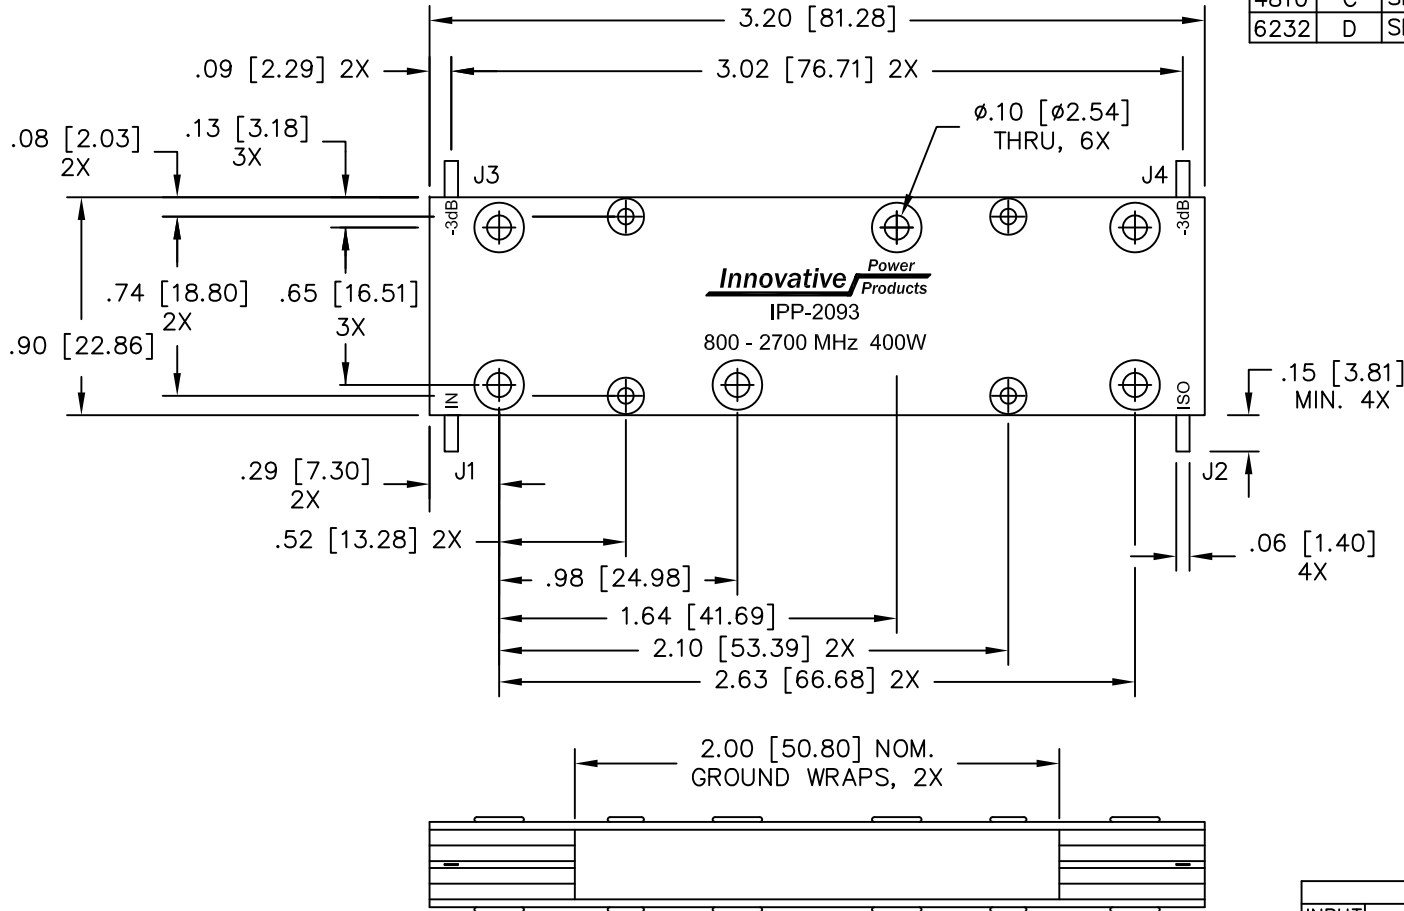 3.20 [81.28]
6232 D
.09 [2.29] 2X
3.02 [76.71] 2X
.08 [2.03]
2X
.13 [3.18]
3X
ø.10 [ø2.54]
THRU, 6X
J3
J4
-3dB
-3dB
.74 [18.80]
2X
.65 [16.51]
3X
.90 [22.86]
Innovative Power
Products
IPP-2093
800 - 2700 MHz 400W
.15 [3.81]
MIN. 4X
IN
ISO
J1
J2
.29 [7.30]
2X
.52 [13.28] 2X
.06 [1.40]
4X
.98 [24.98]
1.64 [41.69]
2.10 [53.39] 2X
2.63 [66.68] 2X
2.00 [50.80] NOM.
GROUND WRAPS, 2X